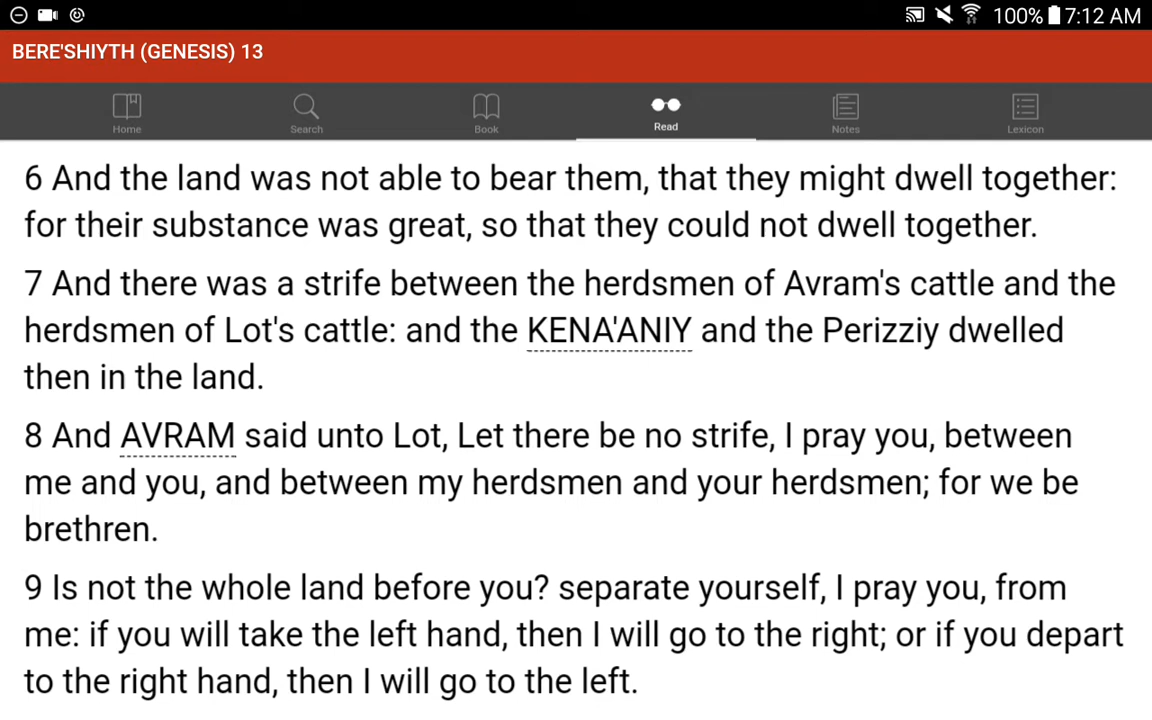 100% 7:12 AM
BERE'SHIYTH (GENESIS) 13
Home Search Book Read Notes Lexicon
6 And the land was not able to bear them, that they might dwell together:
for their substance was great, so that they could not dwell together.
7 And there was a strife between the herdsmen of Avram's cattle and the
herdsmen of Lot's cattle: and the KENA'ANIY and the Perizziy dwelled
then in the land.
8 And AVRAM said unto Lot, Let there be no strife, I pray you, between
me and you, and between my herdsmen and your herdsmen; for we be
brethren.
9 Is not the whole land before you? separate yourself, I pray you, from
me: if you will take the left hand, then I will go to the right; or if you depart
to the right hand, then I will go to the left.